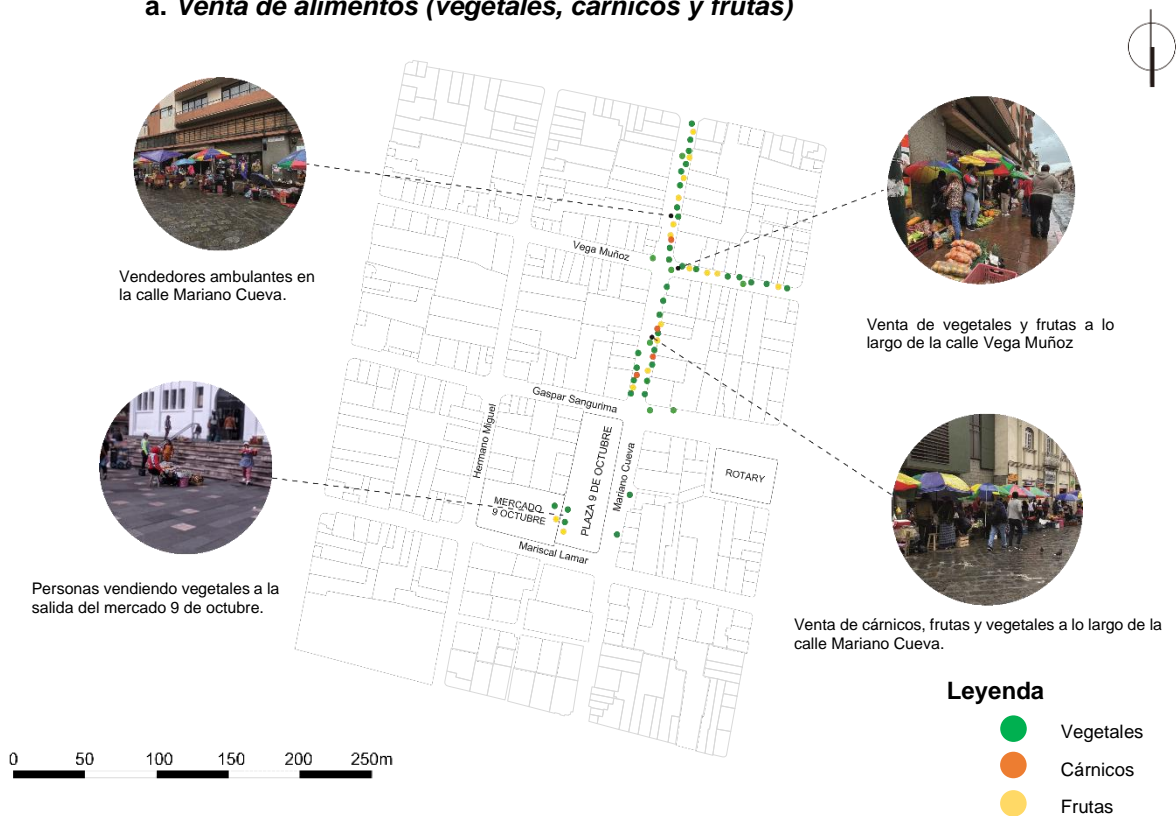 a. Venta de alimentos (vegetales, cárnicos y frutas)
Vendedores ambulantes en
la calle Mariano Cueva.
Vega Muñoz
Venta de vegetales y frutas a lo
largo de la calle Vega Muñoz
Gaspar Sangurima
Hermano Miguel
PLAZA 9 DE OCTUBRE
Mariano Cueva
ROTARY
MERCADO
9 OCTUBRE
Mariscal Lamar
Personas vendiendo vegetales a la
salida del mercado 9 de octubre.
Venta de cárnicos, frutas y vegetales a lo largo de la
calle Mariano Cueva.
Leyenda
Vegetales
Cárnicos
Frutas
0 50 100 150 200 250m